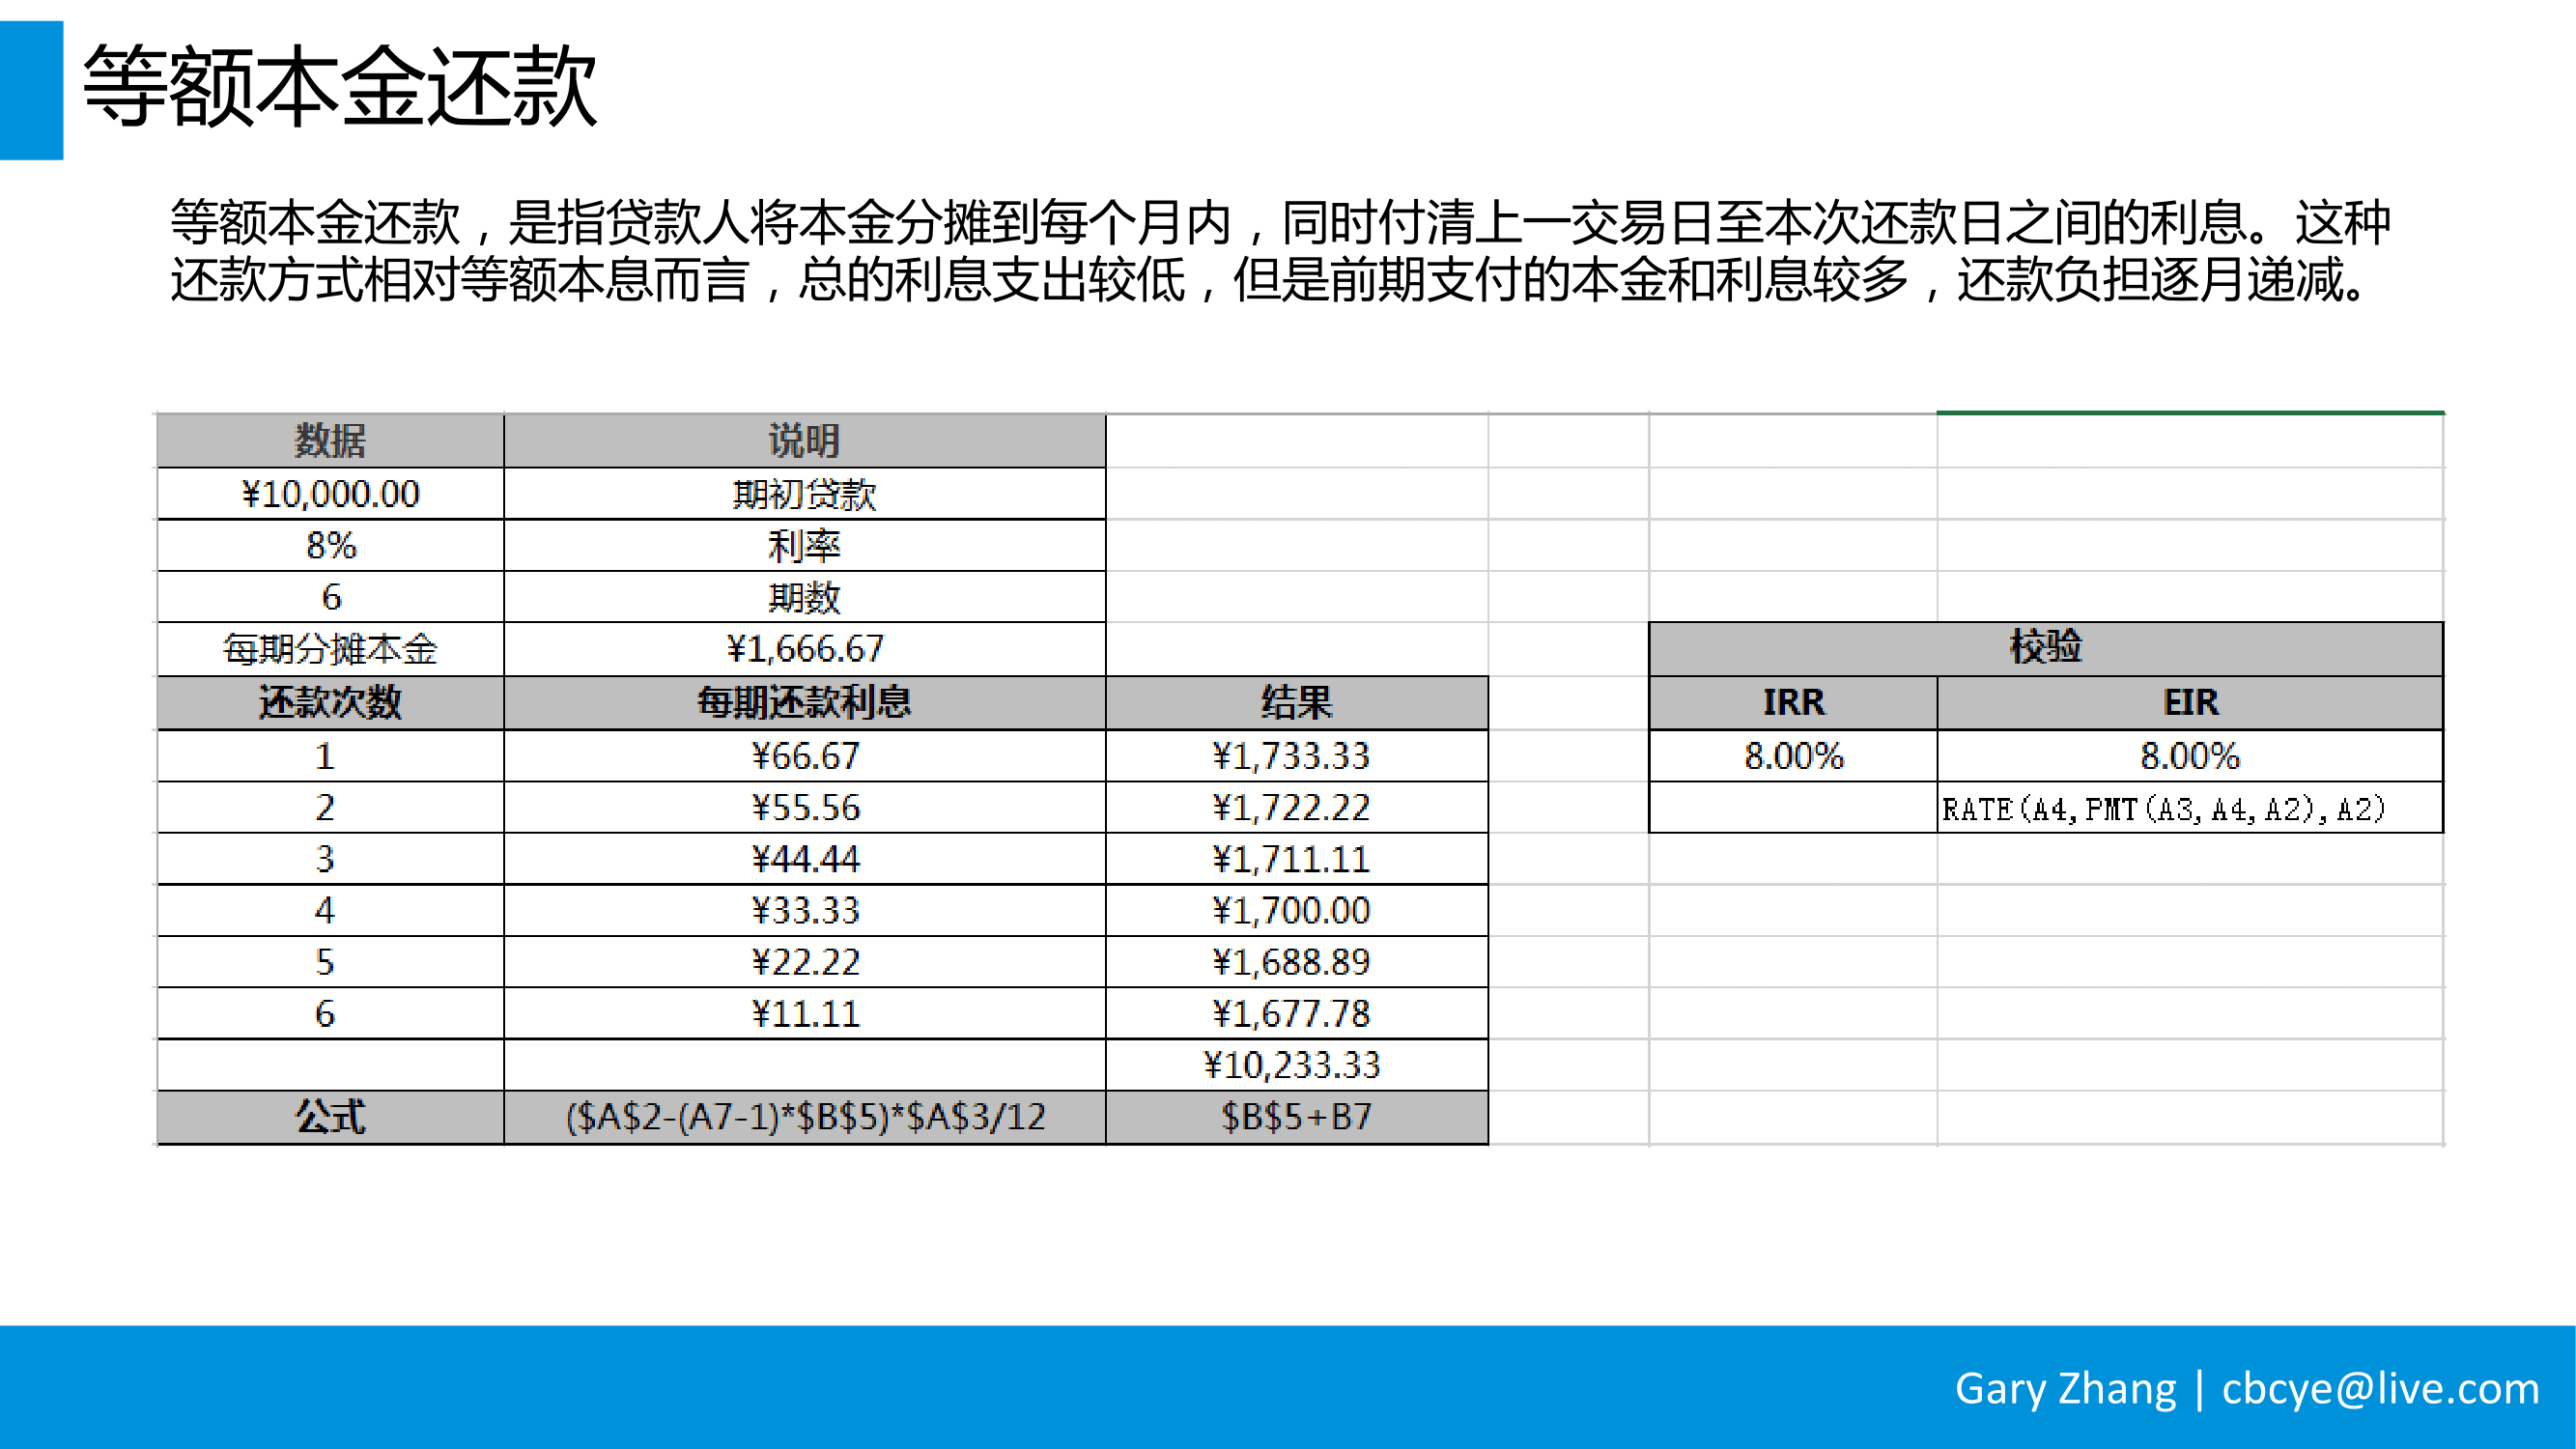 等额本金还款
等额本金还款，是指贷款人将本金分摊到每个月内，同时付清上一交易日至本次还款日之间的利息。这种
还款方式相对等额本息而言，总的利息支出较低，但是前期支付的本金和利息较多，还款负担逐月递减。
数据 说明
¥10,000.00 期初贷款
8% 利率
6 期数
每期分摊本金 ¥1,666.67 校验
还款次数 每期还款利息 结果 IRR EIR
1 ¥66.67 ¥1,733.33 8.00% 8.00%
2 ¥55.56 ¥1,722.22 RATE(A4,PMT(A3,A4,A2),A2)
3 ¥44.44 ¥1,711.11
4 ¥33.33 ¥1,700.00
5 ¥22.22 ¥1,688.89
6 ¥11.11 ¥1,677.78
¥10,233.33
公式 ($A$2-(A7-1)*$B$5)*$A$3/12 $B$5+B7
Gary Zhang | cbcye@live.com